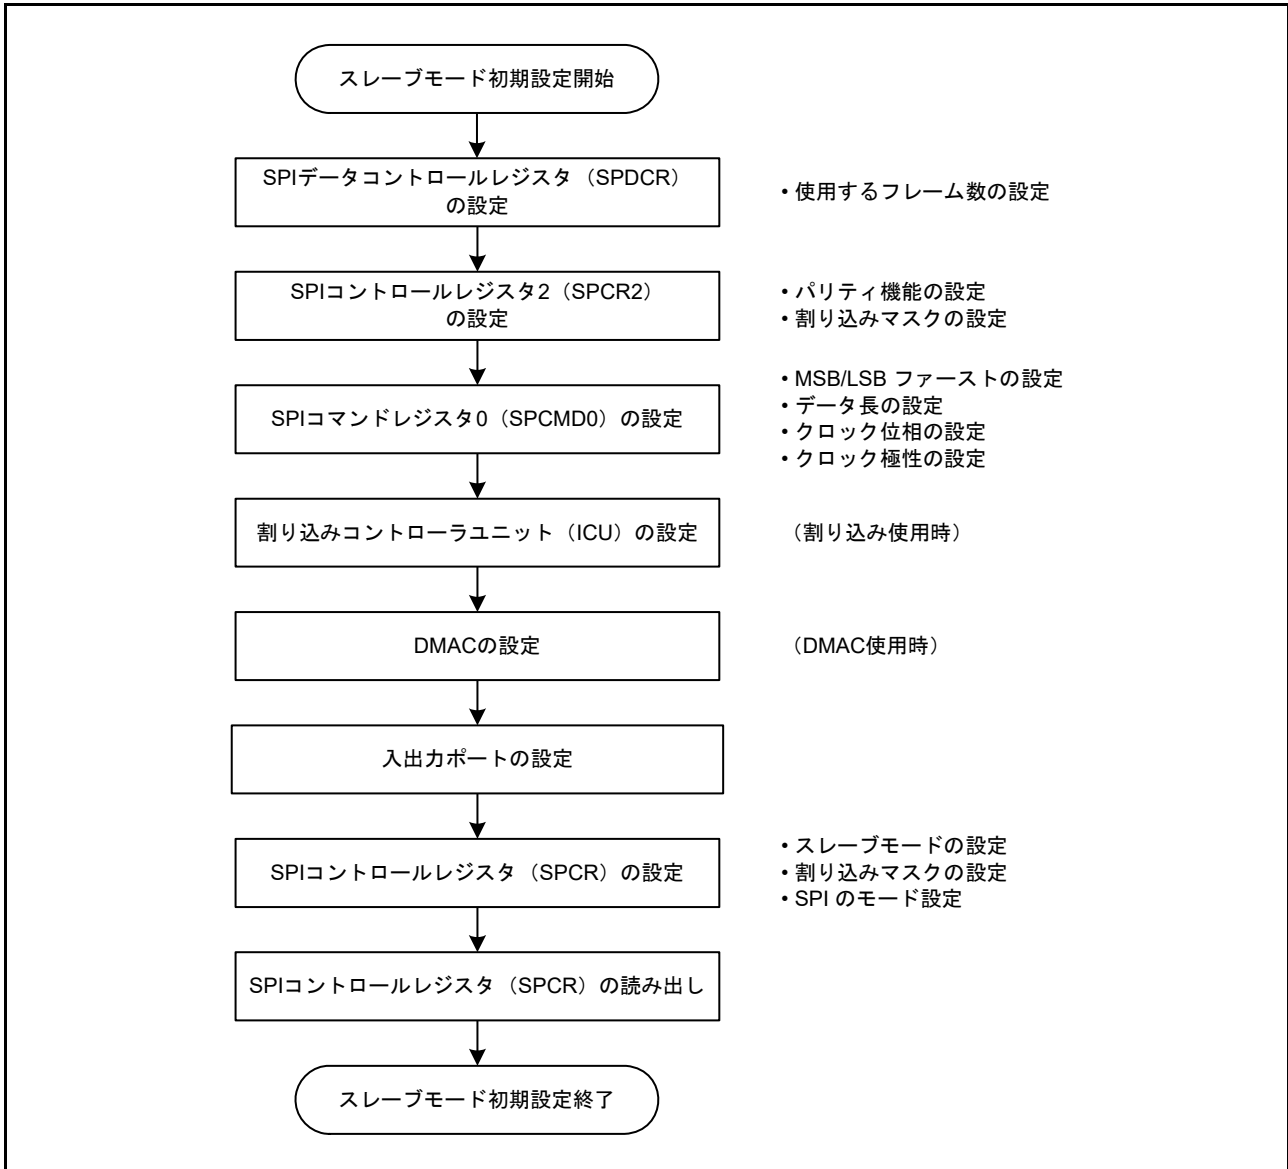 スレーブモード初期設定開始
SPIデータコントロールレジスタ（SPDCR）
の設定
• 使用するフレーム数の設定
SPIコントロールレジスタ2（SPCR2）
の設定
• パリティ機能の設定
• 割り込みマスクの設定
SPIコマンドレジスタ0（SPCMD0）の設定
• MSB/LSB ファーストの設定
• データ長の設定
• クロック位相の設定
• クロック極性の設定
割り込みコントローラユニット（ICU）の設定
（割り込み使用時）
DMACの設定
（DMAC使用時）
入出力ポートの設定
SPIコントロールレジスタ（SPCR）の設定
• スレーブモードの設定
• 割り込みマスクの設定
• SPI のモード設定
SPIコントロールレジスタ（SPCR）の読み出し
スレーブモード初期設定終了